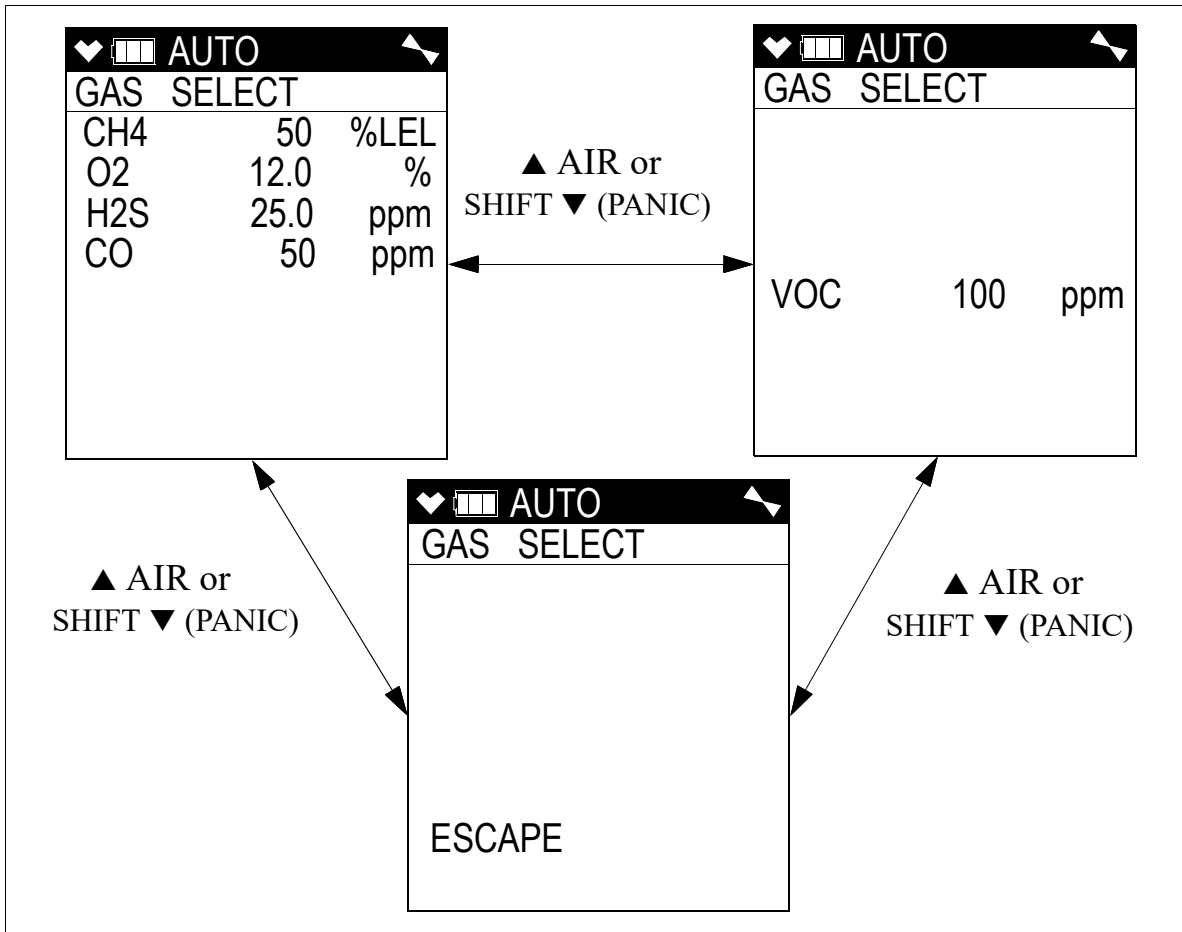 AUTO
GAS SELECT
CH4 50 %LEL
O2 12.0 %
H2S 25.0 ppm
CO 50 ppm
▲ AIR or
SHIFT ▼ (PANIC)
AUTO
GAS SELECT
VOC 100 ppm
▲ AIR or
SHIFT ▼ (PANIC)
AUTO
GAS SELECT
ESCAPE
▲ AIR or
SHIFT ▼ (PANIC)